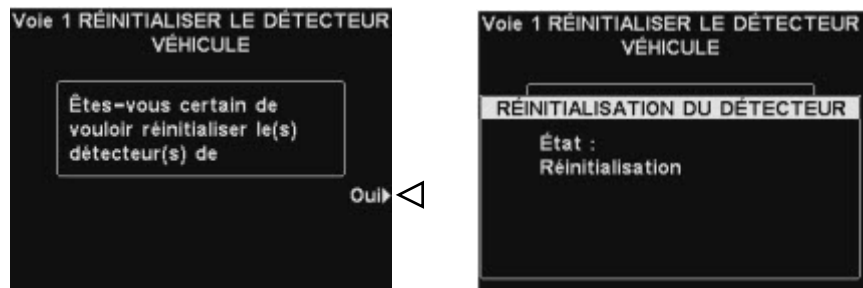 Voie 1 RÉINITIALISER LE DÉTECTEUR
VÉHICULE
Êtes-vous certain de
vouloir réinitialiser le(s)
détecteur(s) de
Oui
Voie 1 RÉINITIALISER LE DÉTECTEUR
VÉHICULE
RÉINITIALISATION DU DÉTECTEUR
État :
Réinitialisation